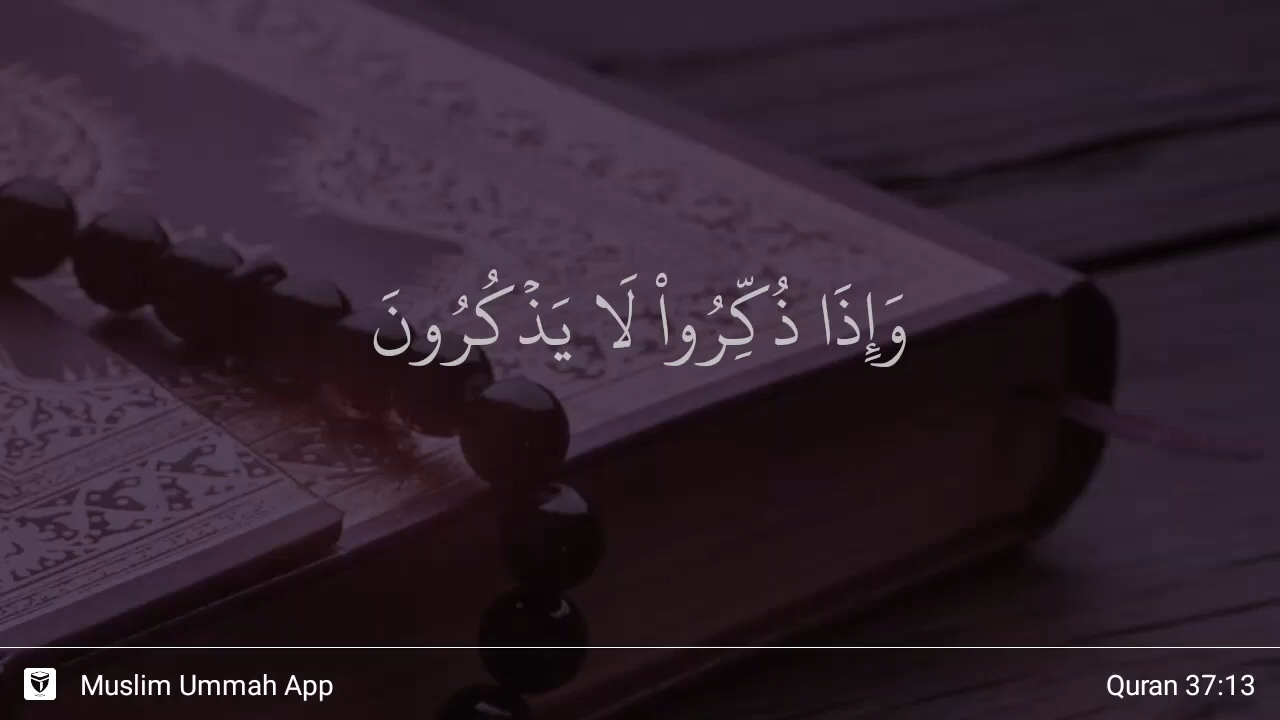 وَإِذَا ذُكِّرُوا۟ لَا يَذْكُرُونَ
Muslim Ummah App
Quran 37:13